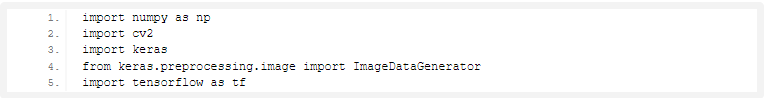 1. import numpy as np
2. import cv2
3. import keras
4. from keras.preprocessing.image import ImageDataGenerator
5. import tensorflow as tf